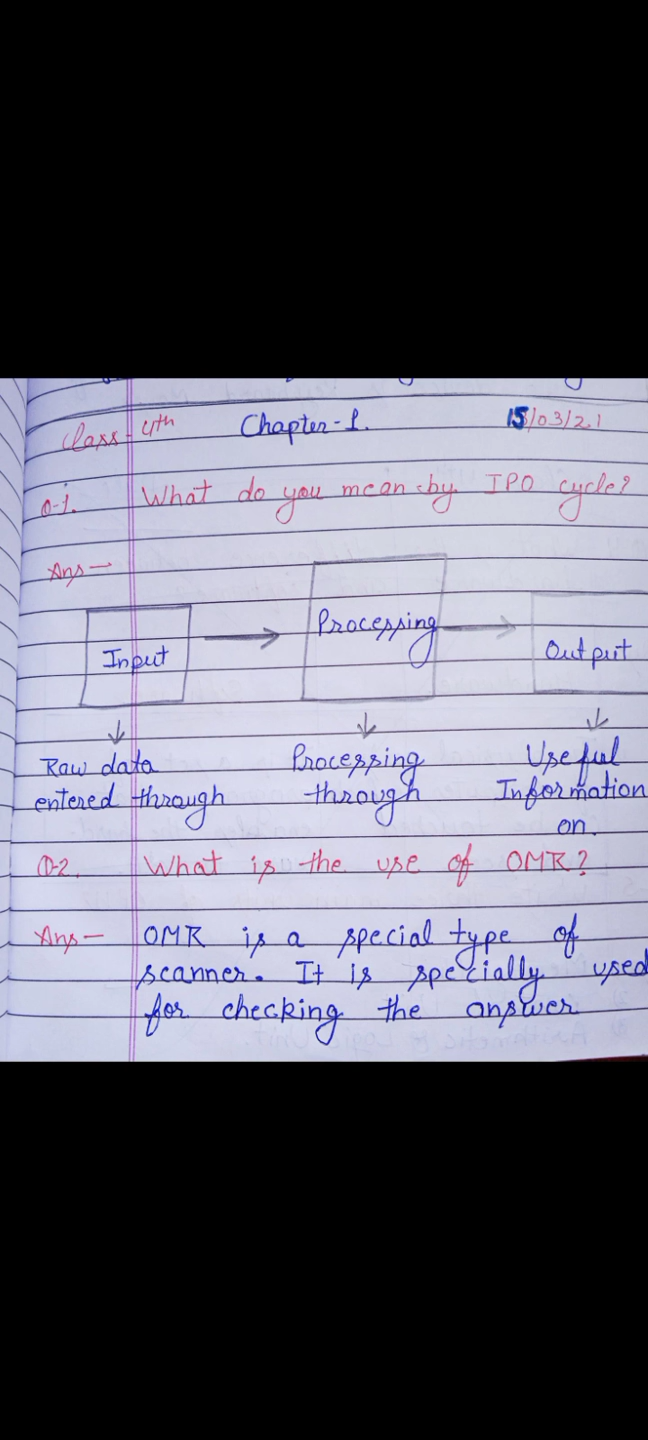 Class-4th Chapter-1. 15/03/21
Q-1. What do you mean by IPO cycle?
Ans-
Input Processing Output
Raw data Processing Useful
entered through through Information
on.
Q-2. What is the use of OMR?
Ans- OMR is a special type of
scanner. It is specially used
for checking the answer